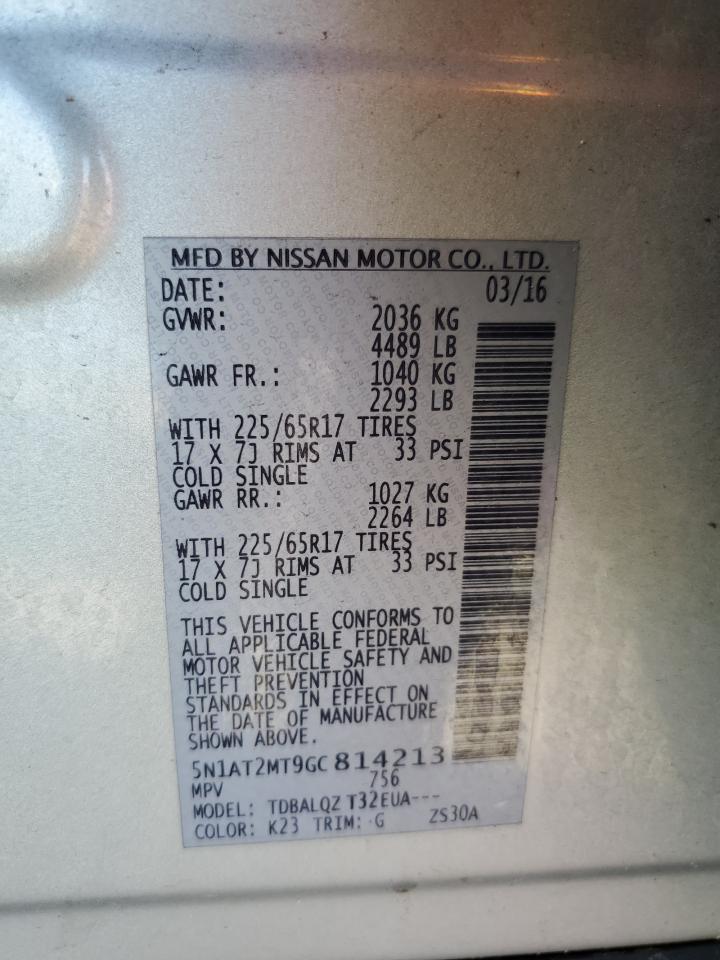 MFD BY NISSAN MOTOR CO., LTD.
DATE: 03/16
GVWR: 2036 KG
4489 LB
GAWR FR.: 1040 KG
2293 LB
WITH 225/65R17 TIRES
17 X 7J RIMS AT 33 PSI
COLD SINGLE
GAWR RR.: 1027 KG
2264 LB
WITH 225/65R17 TIRES
17 X 7J RIMS AT 33 PSI
COLD SINGLE
THIS VEHICLE CONFORMS TO
ALL APPLICABLE FEDERAL
MOTOR VEHICLE SAFETY AND
THEFT PREVENTION
STANDARDS IN EFFECT ON
THE DATE OF MANUFACTURE
SHOWN ABOVE.
5N1AT2MT9GC814213
MPV 756
MODEL: TDBALQZ T32EUA---
COLOR: K23 TRIM: G ZS30A